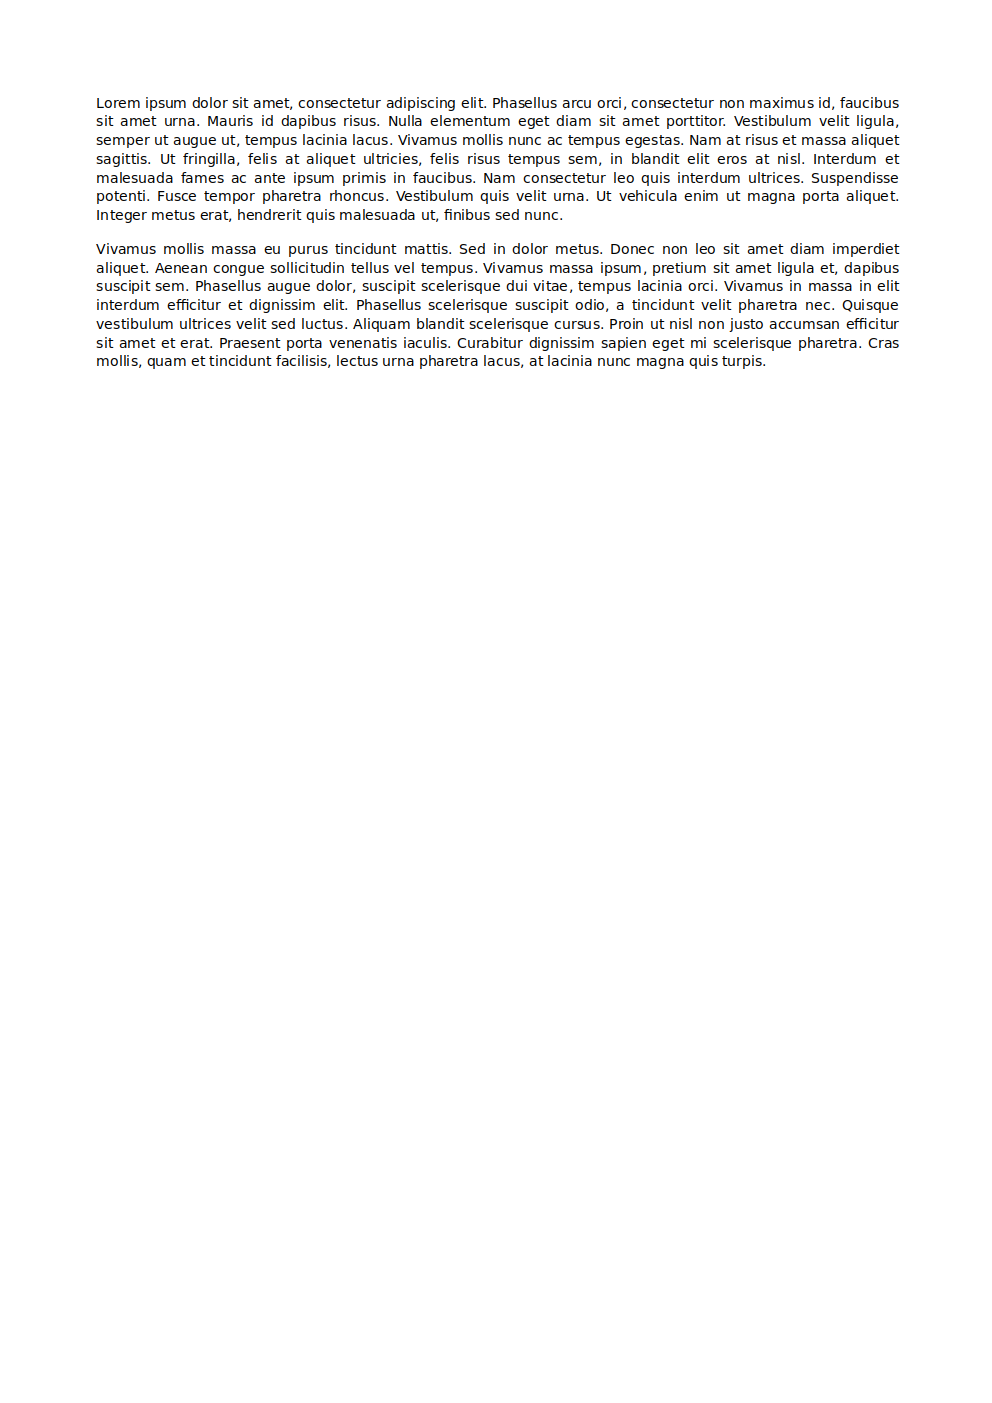 Lorem ipsum dolor sit amet, consectetur adipiscing elit. Phasellus arcu orci, consectetur non maximus id, faucibus
sit amet urna. Mauris id dapibus risus. Nulla elementum eget diam sit amet porttitor. Vestibulum velit ligula,
semper ut augue ut, tempus lacinia lacus. Vivamus mollis nunc ac tempus egestas. Nam at risus et massa aliquet
sagittis. Ut fringilla, felis at aliquet ultricies, felis risus tempus sem, in blandit elit eros at nisl. Interdum et
malesuada fames ac ante ipsum primis in faucibus. Nam consectetur leo quis interdum ultrices. Suspendisse
potenti. Fusce tempor pharetra rhoncus. Vestibulum quis velit urna. Ut vehicula enim ut magna porta aliquet.
Integer metus erat, hendrerit quis malesuada ut, finibus sed nunc.
Vivamus mollis massa eu purus tincidunt mattis. Sed in dolor metus. Donec non leo sit amet diam imperdiet
aliquet. Aenean congue sollicitudin tellus vel tempus. Vivamus massa ipsum, pretium sit amet ligula et, dapibus
suscipit sem. Phasellus augue dolor, suscipit scelerisque dui vitae, tempus lacinia orci. Vivamus in massa in elit
interdum efficitur et dignissim elit. Phasellus scelerisque suscipit odio, a tincidunt velit pharetra nec. Quisque
vestibulum ultrices velit sed luctus. Aliquam blandit scelerisque cursus. Proin ut nisl non justo accumsan efficitur
sit amet et erat. Praesent porta venenatis iaculis. Curabitur dignissim sapien eget mi scelerisque pharetra. Cras
mollis, quam et tincidunt facilisis, lectus urna pharetra lacus, at lacinia nunc magna quis turpis.